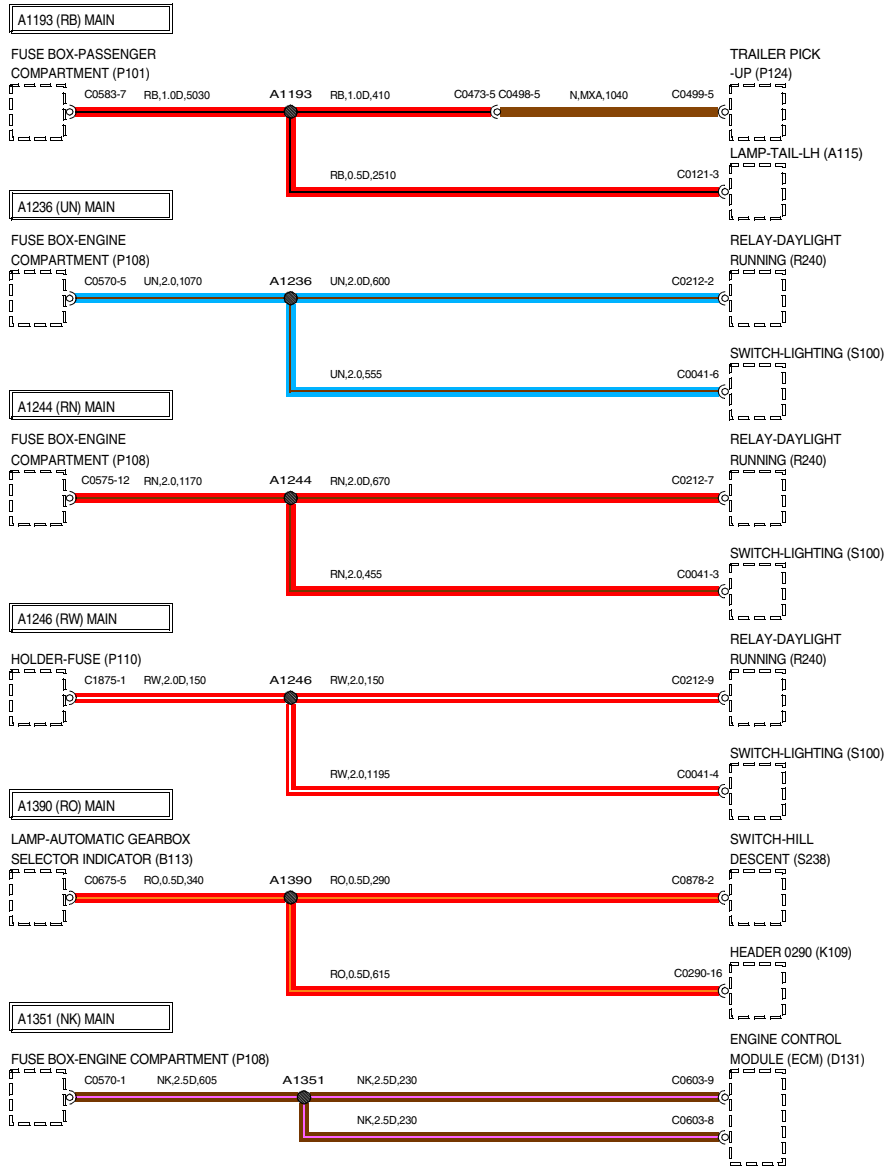 A1193 (RB) MAIN
FUSE BOX-PASSENGER
COMPARTMENT (P101)
TRAILER PICK
-UP (P124)
C0583-7 RB,1.0D,5030 A1193 RB,1.0D,410 C0473-5 C0498-5 N,MXA,1040 C0499-5
LAMP-TAIL-LH (A115)
RB,0.5D,2510 C0121-3
A1236 (UN) MAIN
FUSE BOX-ENGINE
COMPARTMENT (P108)
RELAY-DAYLIGHT
RUNNING (R240)
C0570-5 UN,2.0,1070 A1236 UN,2.0D,600 C0212-2
SWITCH-LIGHTING (S100)
UN,2.0,555 C0041-6
A1244 (RN) MAIN
FUSE BOX-ENGINE
COMPARTMENT (P108)
RELAY-DAYLIGHT
RUNNING (R240)
C0575-12 RN,2.0,1170 A1244 RN,2.0D,670 C0212-7
SWITCH-LIGHTING (S100)
RN,2.0,455 C0041-3
A1246 (RW) MAIN
HOLDER-FUSE (P110)
RELAY-DAYLIGHT
RUNNING (R240)
C1875-1 RW,2.0D,150 A1246 RW,2.0,150 C0212-9
SWITCH-LIGHTING (S100)
RW,2.0,1195 C0041-4
A1390 (RO) MAIN
LAMP-AUTOMATIC GEARBOX
SELECTOR INDICATOR (B113)
SWITCH-HILL
DESCENT (S238)
C0675-5 RO,0.5D,340 A1390 RO,0.5D,290 C0878-2
HEADER 0290 (K109)
RO,0.5D,615 C0290-16
A1351 (NK) MAIN
FUSE BOX-ENGINE COMPARTMENT (P108)
ENGINE CONTROL
MODULE (ECM) (D131)
C0570-1 NK,2.5D,605 A1351 NK,2.5D,230 C0603-9
NK,2.5D,230 C0603-8